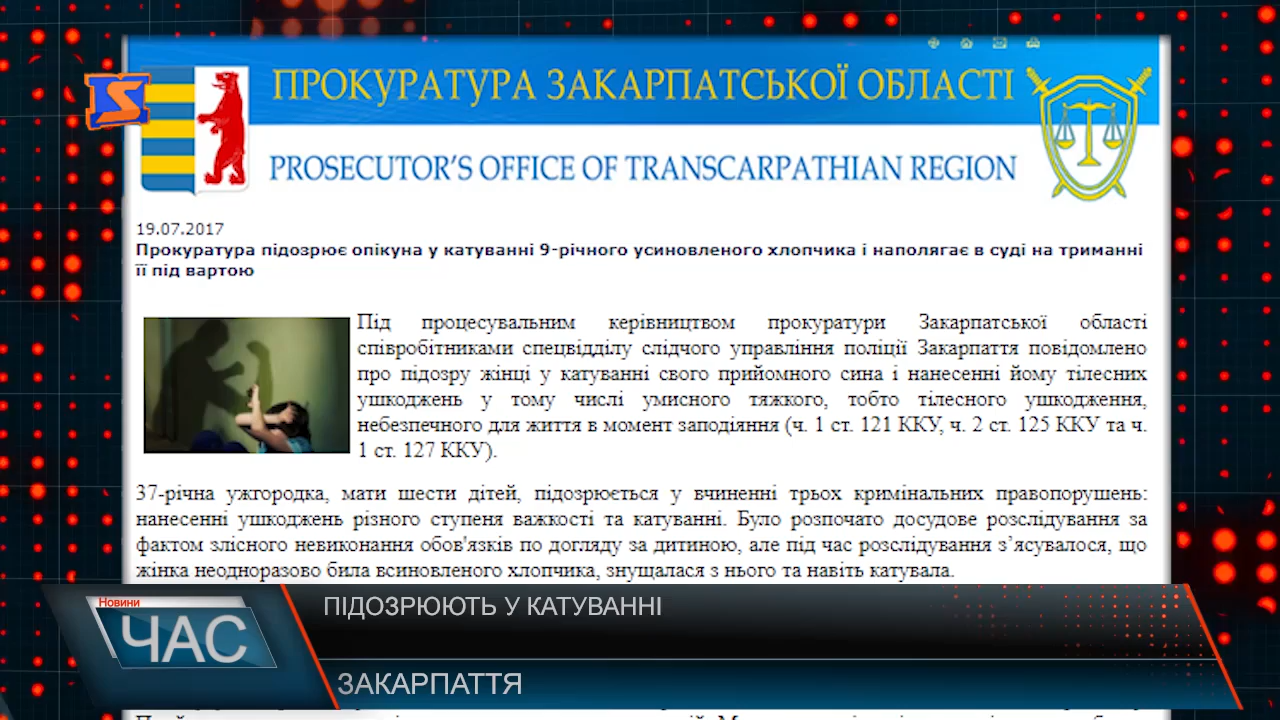 ПРОКУРАТУРА ЗАКАРПАТСЬКОЇ ОБЛАСТІ
PROSECUTOR'S OFFICE OF TRANSCARPATHIAN REGION
19.07.2017
Прокуратура підозрює опікуна у катуванні 9-річного усиновленого хлопчика і наполягає в суді на триманні
її під вартою
Під процесувальним керівництвом прокуратури Закарпатської області
співробітниками спецвідділу слідчого управління поліції Закарпаття повідомлено
про підозру жінці у катуванні свого прийомного сина і нанесенні йому тілесних
ушкоджень у тому числі умисного тяжкого, тобто тілесного ушкодження,
небезпечного для життя в момент заподіяння (ч. 1 ст. 121 ККУ, ч. 2 ст. 125 ККУ та ч.
1 ст. 127 ККУ).
37-річна ужгородка, мати шести дітей, підозрюється у вчиненні трьох кримінальних правопорушень:
нанесенні ушкоджень різного ступеня важкості та катуванні. Було розпочато досудове розслідування за
фактом злісного невиконання обов'язків по догляду за дитиною, але під час розслідування з’ясувалося, що
жінка неодноразово била всиновленого хлопчика, знущалася з нього та навіть катувала.
Новини
ЧАС
ПІДОЗРЮЮТЬ У КАТУВАННІ
ЗАКАРПАТТЯ